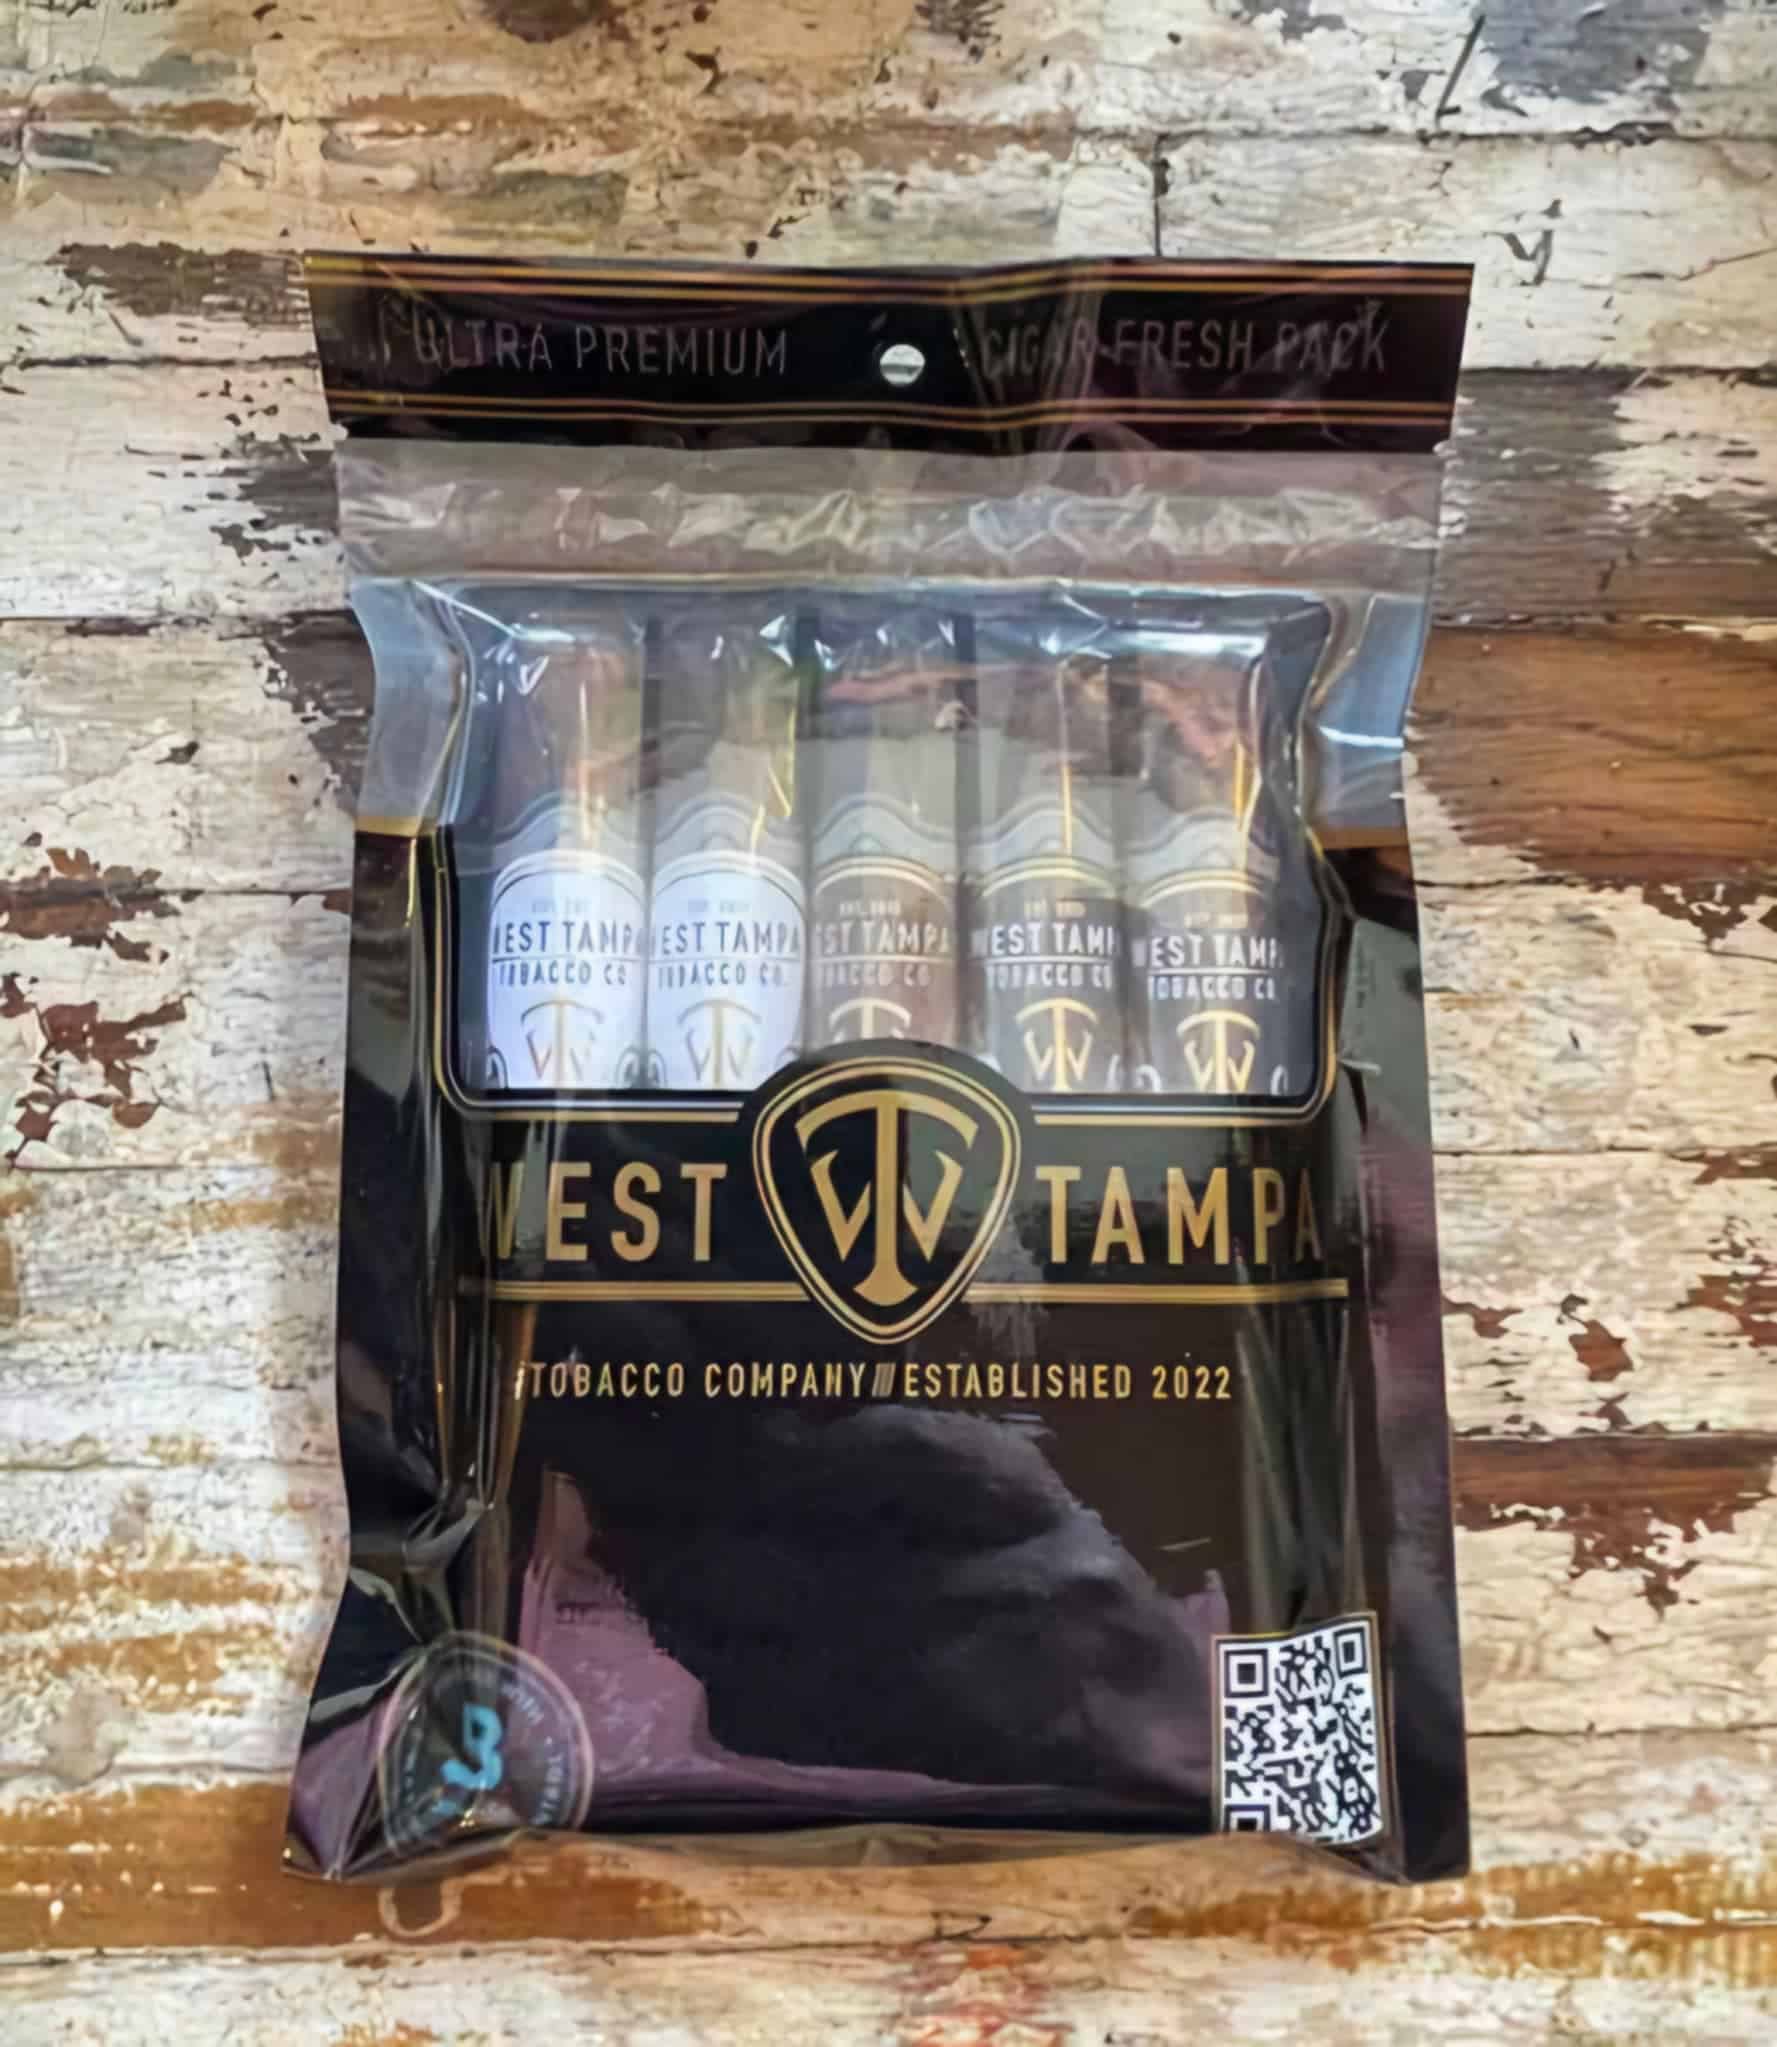 ULTRA PREMIUM CIGAR FRESH PACK
WEST TAMPA WEST TAMPA WEST TAMPA WEST TAMPA WEST TAMPA
TOBACCO CO. TOBACCO CO. TOBACCO CO. TOBACCO CO. TOBACCO CO.
WEST TW TAMPA
TOBACCO COMPANY /// ESTABLISHED 2022